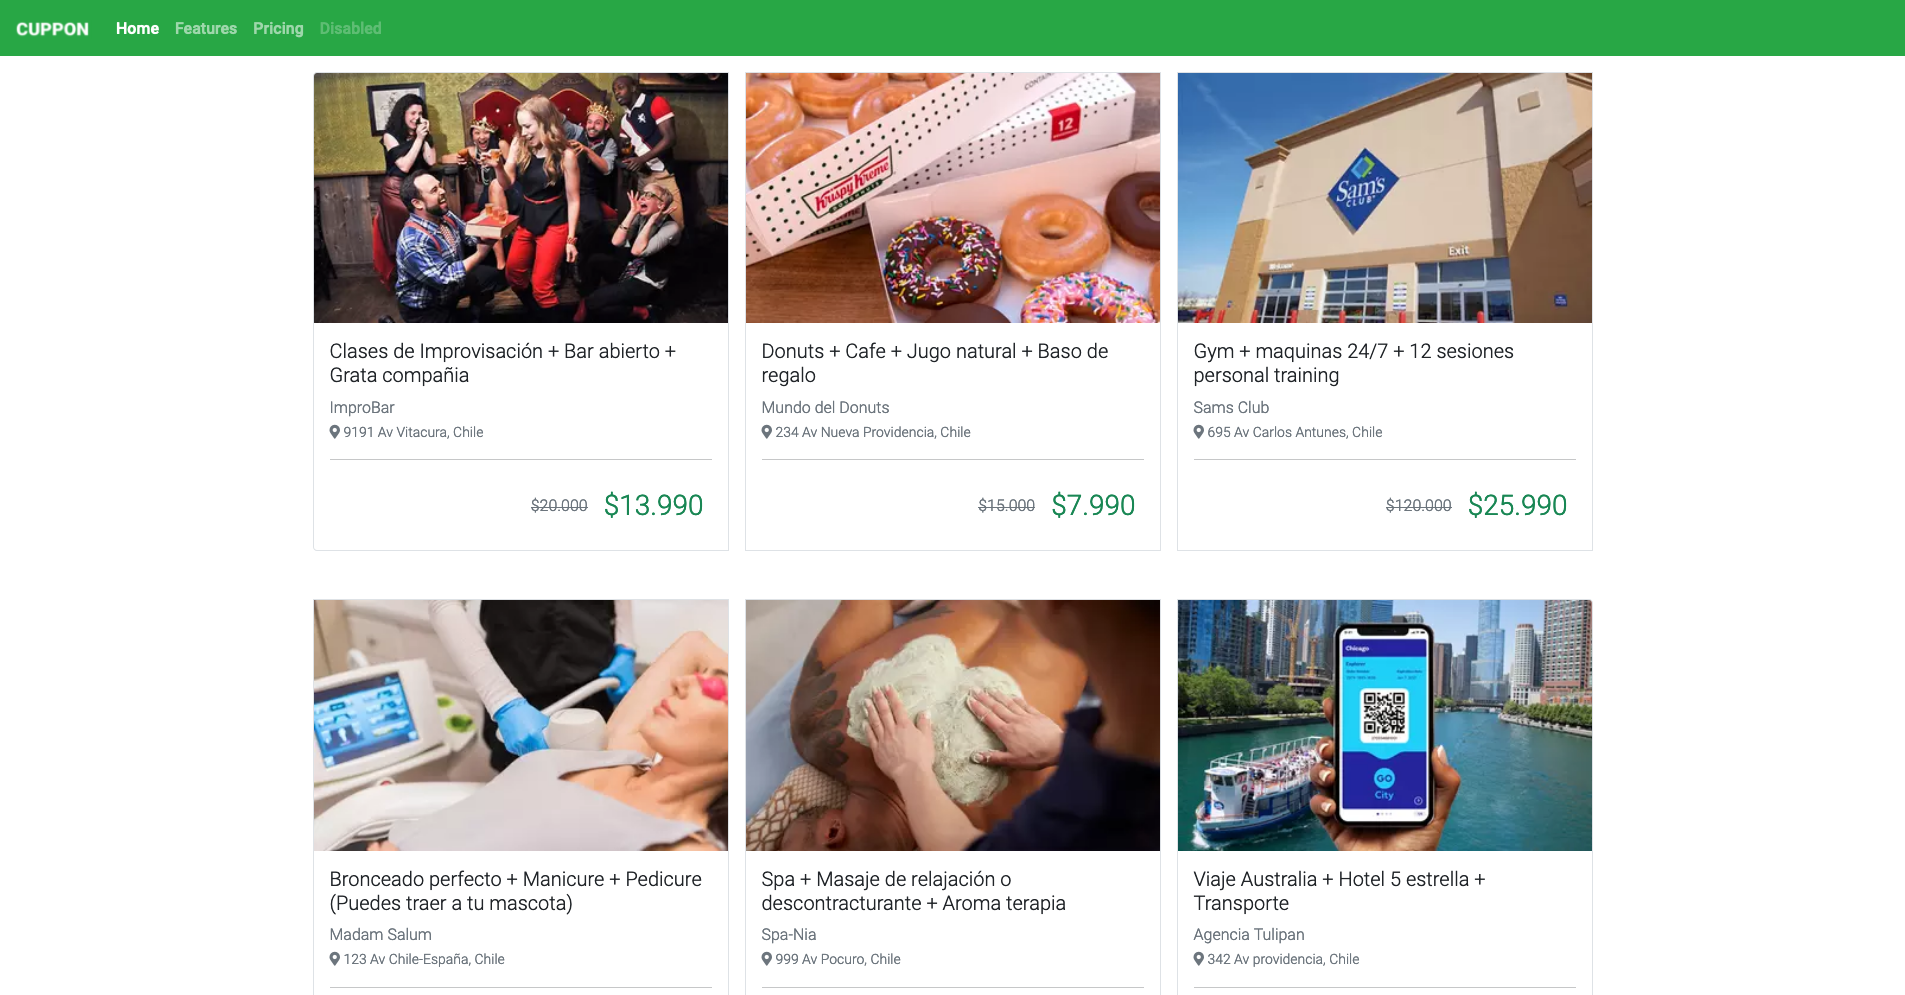 CUPPON Home Features Pricing Disabled
12
Krispy Kreme
DOUGHNUTS
Sam's
CLUB
Exit
Welcome
Clases de Improvisación + Bar abierto +
Grata compañia
ImproBar
9191 Av Vitacura, Chile
$20.000 $13.990
Donuts + Cafe + Jugo natural + Baso de
regalo
Mundo del Donuts
234 Av Nueva Providencia, Chile
$15.000 $7.990
Gym + maquinas 24/7 + 12 sesiones
personal training
Sams Club
695 Av Carlos Antunes, Chile
$120.000 $25.990
Chicago
Explorer
GO
City
Bronceado perfecto + Manicure + Pedicure
(Puedes traer a tu mascota)
Madam Salum
123 Av Chile-España, Chile
Spa + Masaje de relajación o
descontracturante + Aroma terapia
Spa-Nia
999 Av Pocuro, Chile
Viaje Australia + Hotel 5 estrella +
Transporte
Agencia Tulipan
342 Av providencia, Chile